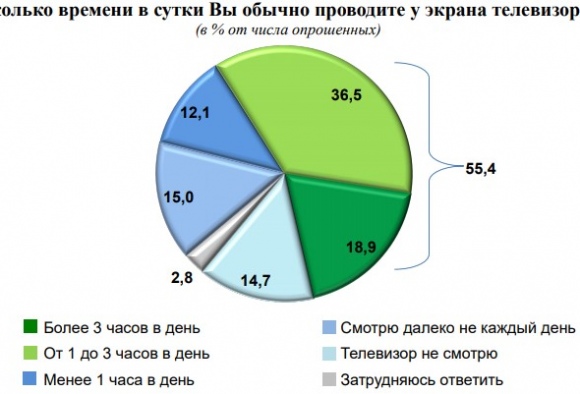 колько времени в сутки Вы обычно проводите у экрана телевизор
(в % от числа опрошенных)
36,5
12,1
55,4
15,0
18,9
2,8
14,7
Более 3 часов в день
От 1 до 3 часов в день
Менее 1 часа в день
Смотрю далеко не каждый день
Телевизор не смотрю
Затрудняюсь ответить